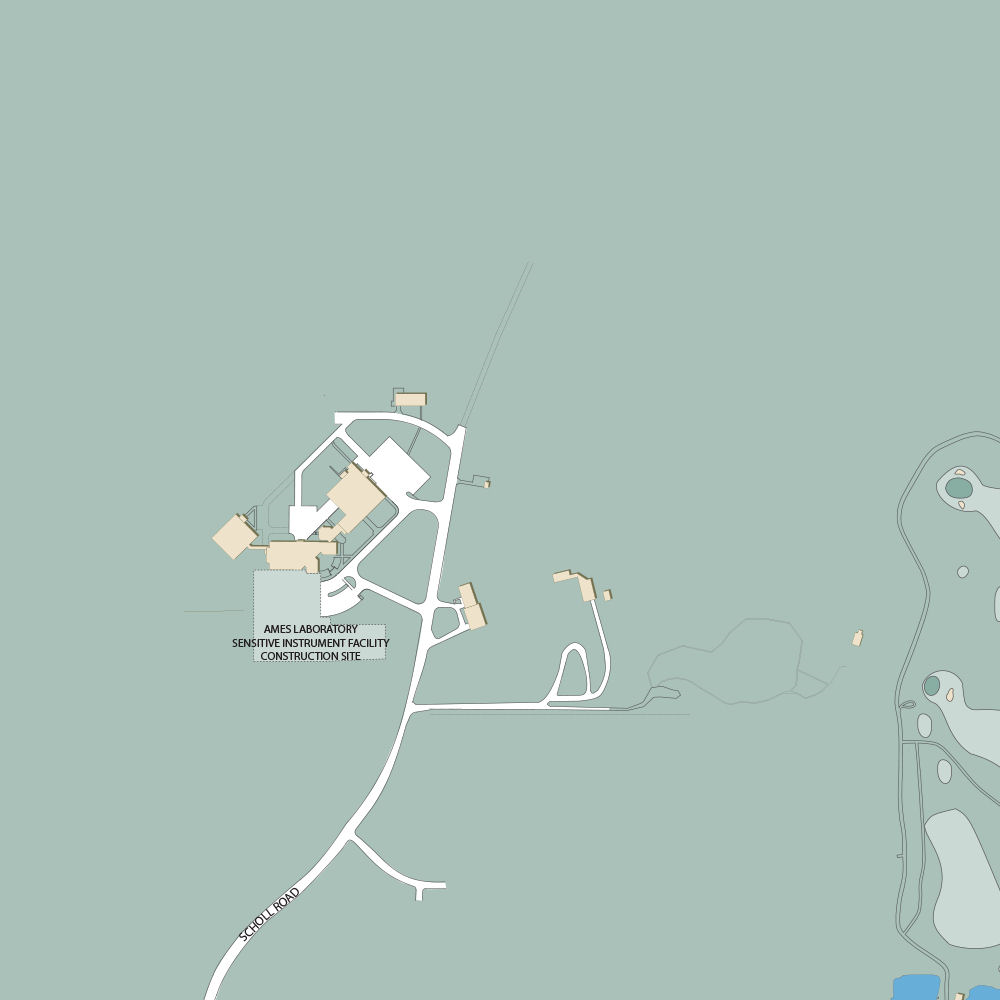 AMES LABORATORY
SENSITIVE INSTRUMENT FACILITY
CONSTRUCTION SITE
SCHOLL ROAD